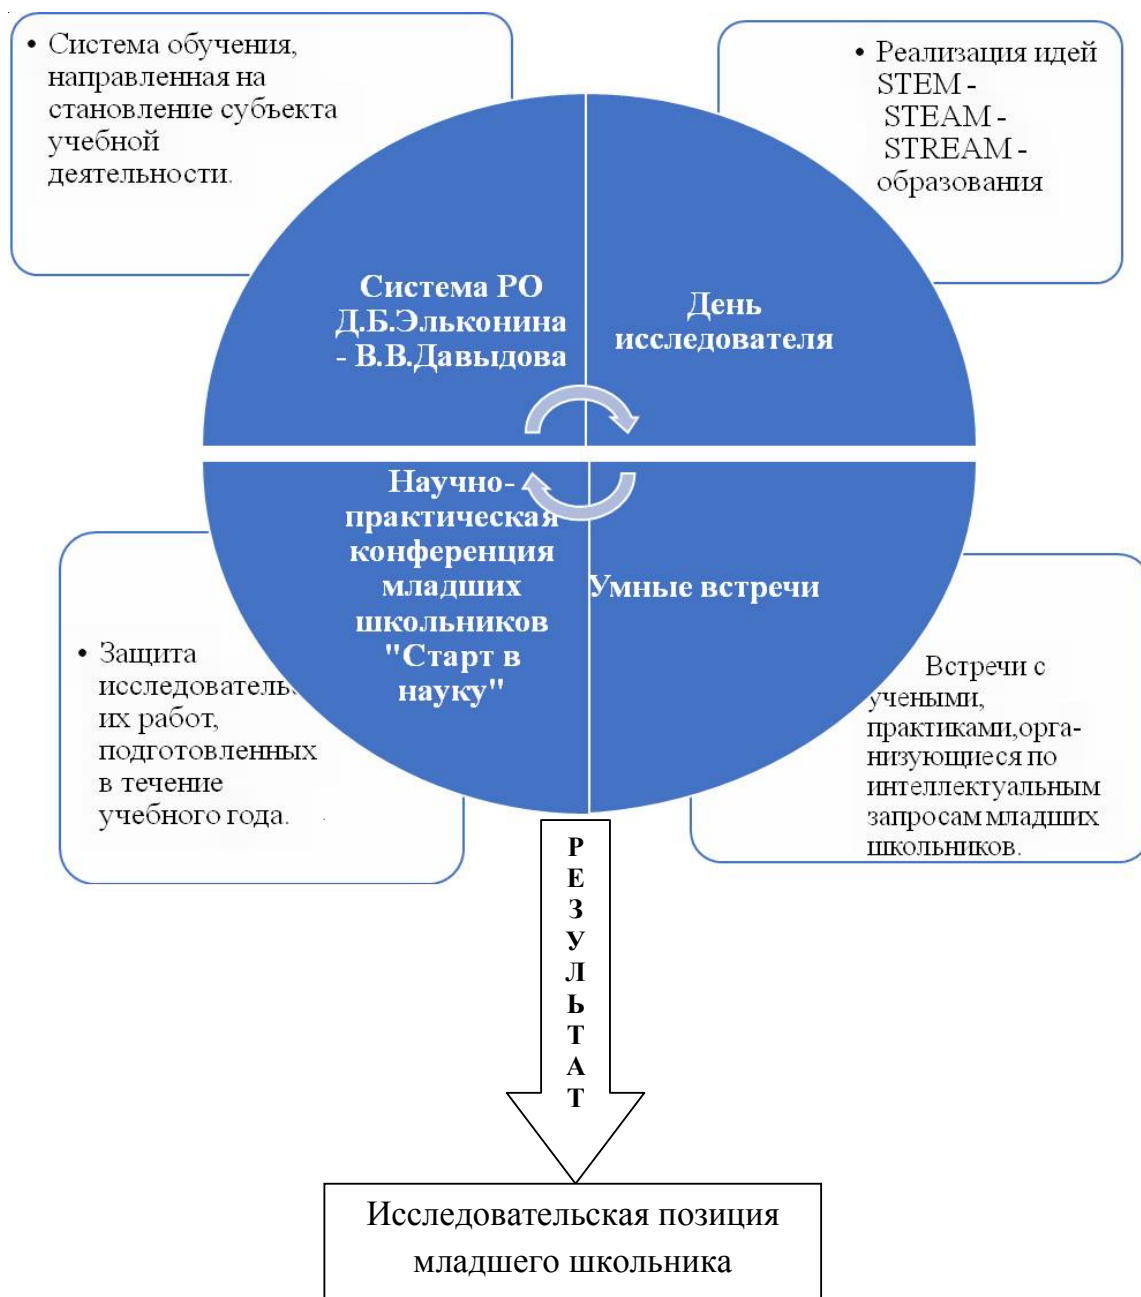 • Система обучения,
направленная на
становление субъекта
учебной
деятельности.
• Реализация идей
STEM -
STEAM -
STREAM -
образования
Система РО
Д.Б.Эльконина
- В.В.Давыдова
День
исследователя
Научно-
практическая
конференция
младших
школьников
"Старт в
науку"
Умные встречи
• Защита
исследовательс
их работ,
подготовленных
в течение
учебного года.
Встречи с
учеными,
практиками,орга-
низующиеся по
интеллектуальным
запросам младших
школьников.
Р
Е
З
У
Л
Ь
Т
А
Т
Исследовательская позиция
младшего школьника